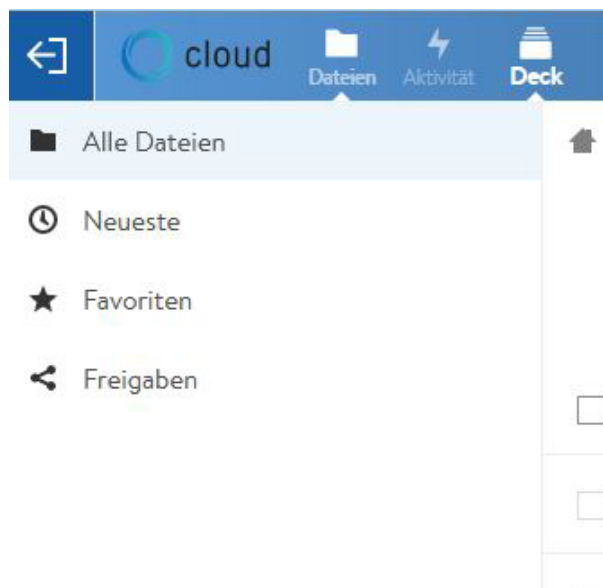 cloud
Dateien
Aktivität
Deck
Alle Dateien
Neueste
Favoriten
Freigaben